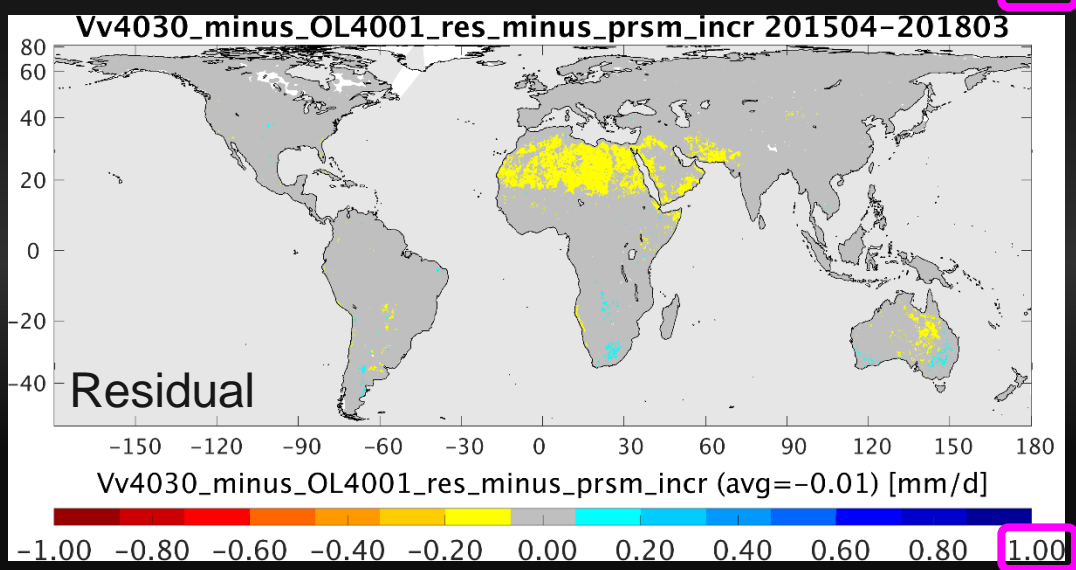 Vv4030_minus_OL4001_res_minus_prsm_incr 201504−201803
80
60
40
20
0
−20
−40
Residual
−150 −120 −90 −60 −30 0 30 60 90 120 150 180
Vv4030_minus_OL4001_res_minus_prsm_incr (avg=−0.01) [mm/d]
−1.00 −0.80 −0.60 −0.40 −0.20 0.00 0.20 0.40 0.60 0.80 1.00